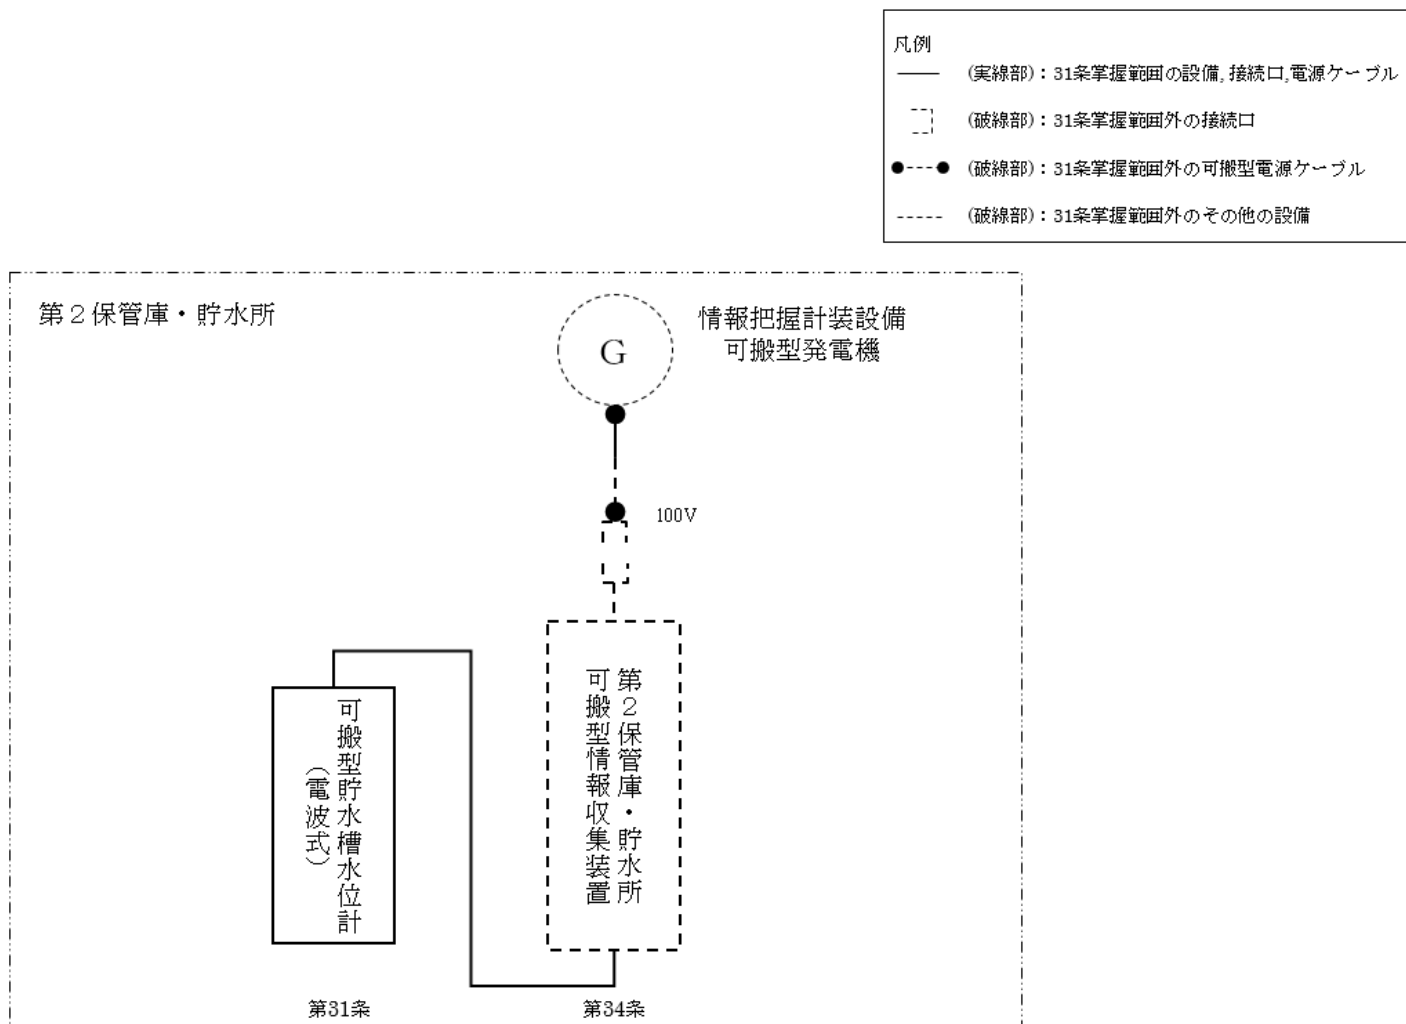 凡例
(実線部)：31条掌握範囲の設備,接続口,電源ケーブル
(破線部)：31条掌握範囲外の接続口
(破線部)：31条掌握範囲外の可搬型電源ケーブル
(破線部)：31条掌握範囲外のその他の設備
第２保管庫・貯水所
G
情報把握計装設備
可搬型発電機
100V
第２保管庫・貯水所
可搬型情報収集装置
可搬型貯水槽水位計
（電波式）
第31条
第34条